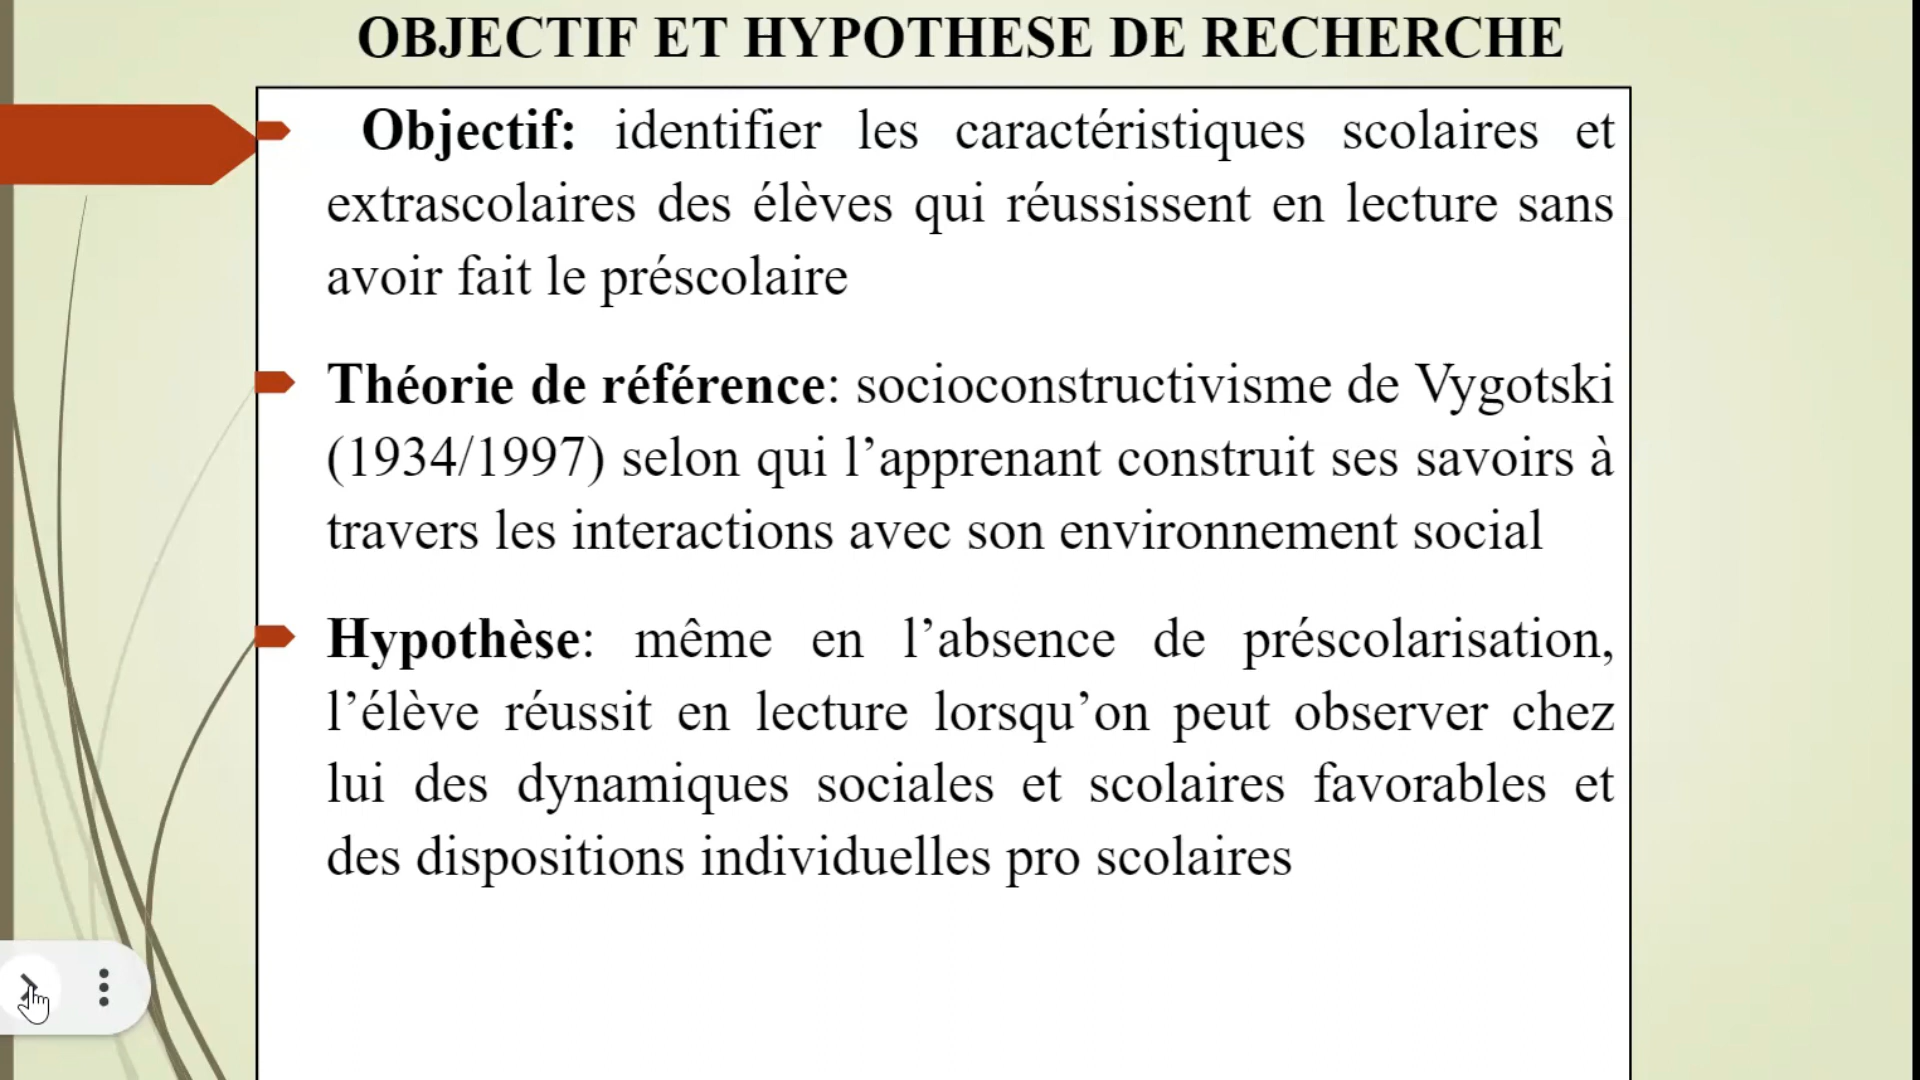 OBJECTIF ET HYPOTHESE DE RECHERCHE
Objectif: identifier les caractéristiques scolaires et
extrascolaires des élèves qui réussissent en lecture sans
avoir fait le préscolaire
Théorie de référence: socioconstructivisme de Vygotski
(1934/1997) selon qui l’apprenant construit ses savoirs à
travers les interactions avec son environnement social
Hypothèse: même en l’absence de préscolarisation,
l’élève réussit en lecture lorsqu’on peut observer chez
lui des dynamiques sociales et scolaires favorables et
des dispositions individuelles pro scolaires